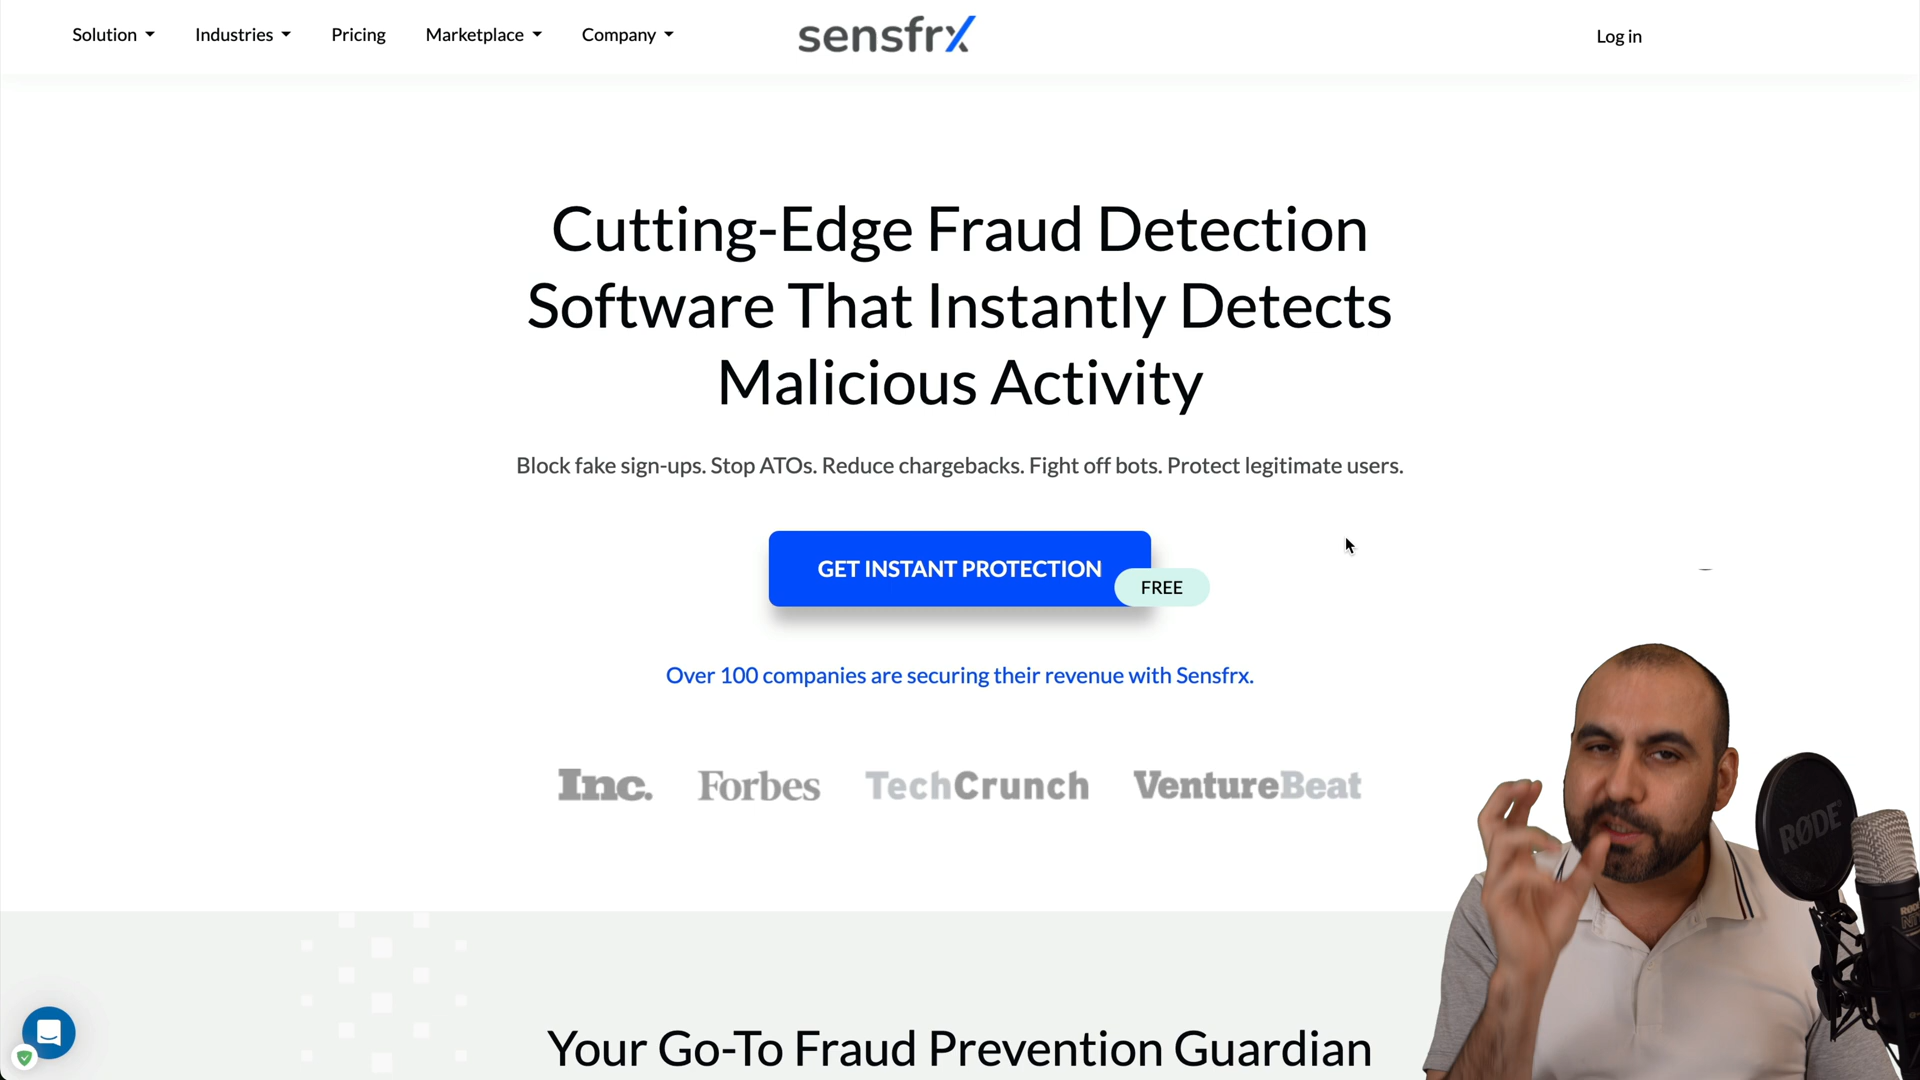 Solution
Industries
Pricing
Marketplace
Company
sensfrx
Log in
Cutting-Edge Fraud Detection
Software That Instantly Detects
Malicious Activity
Block fake sign-ups. Stop ATOs. Reduce chargebacks. Fight off bots. Protect legitimate users.
GET INSTANT PROTECTION
FREE
Over 100 companies are securing their revenue with Sensfrx.
Inc.
Forbes
TechCrunch
VentureBeat
RØDE
RØDE
Your Go-To Fraud Prevention Guardian